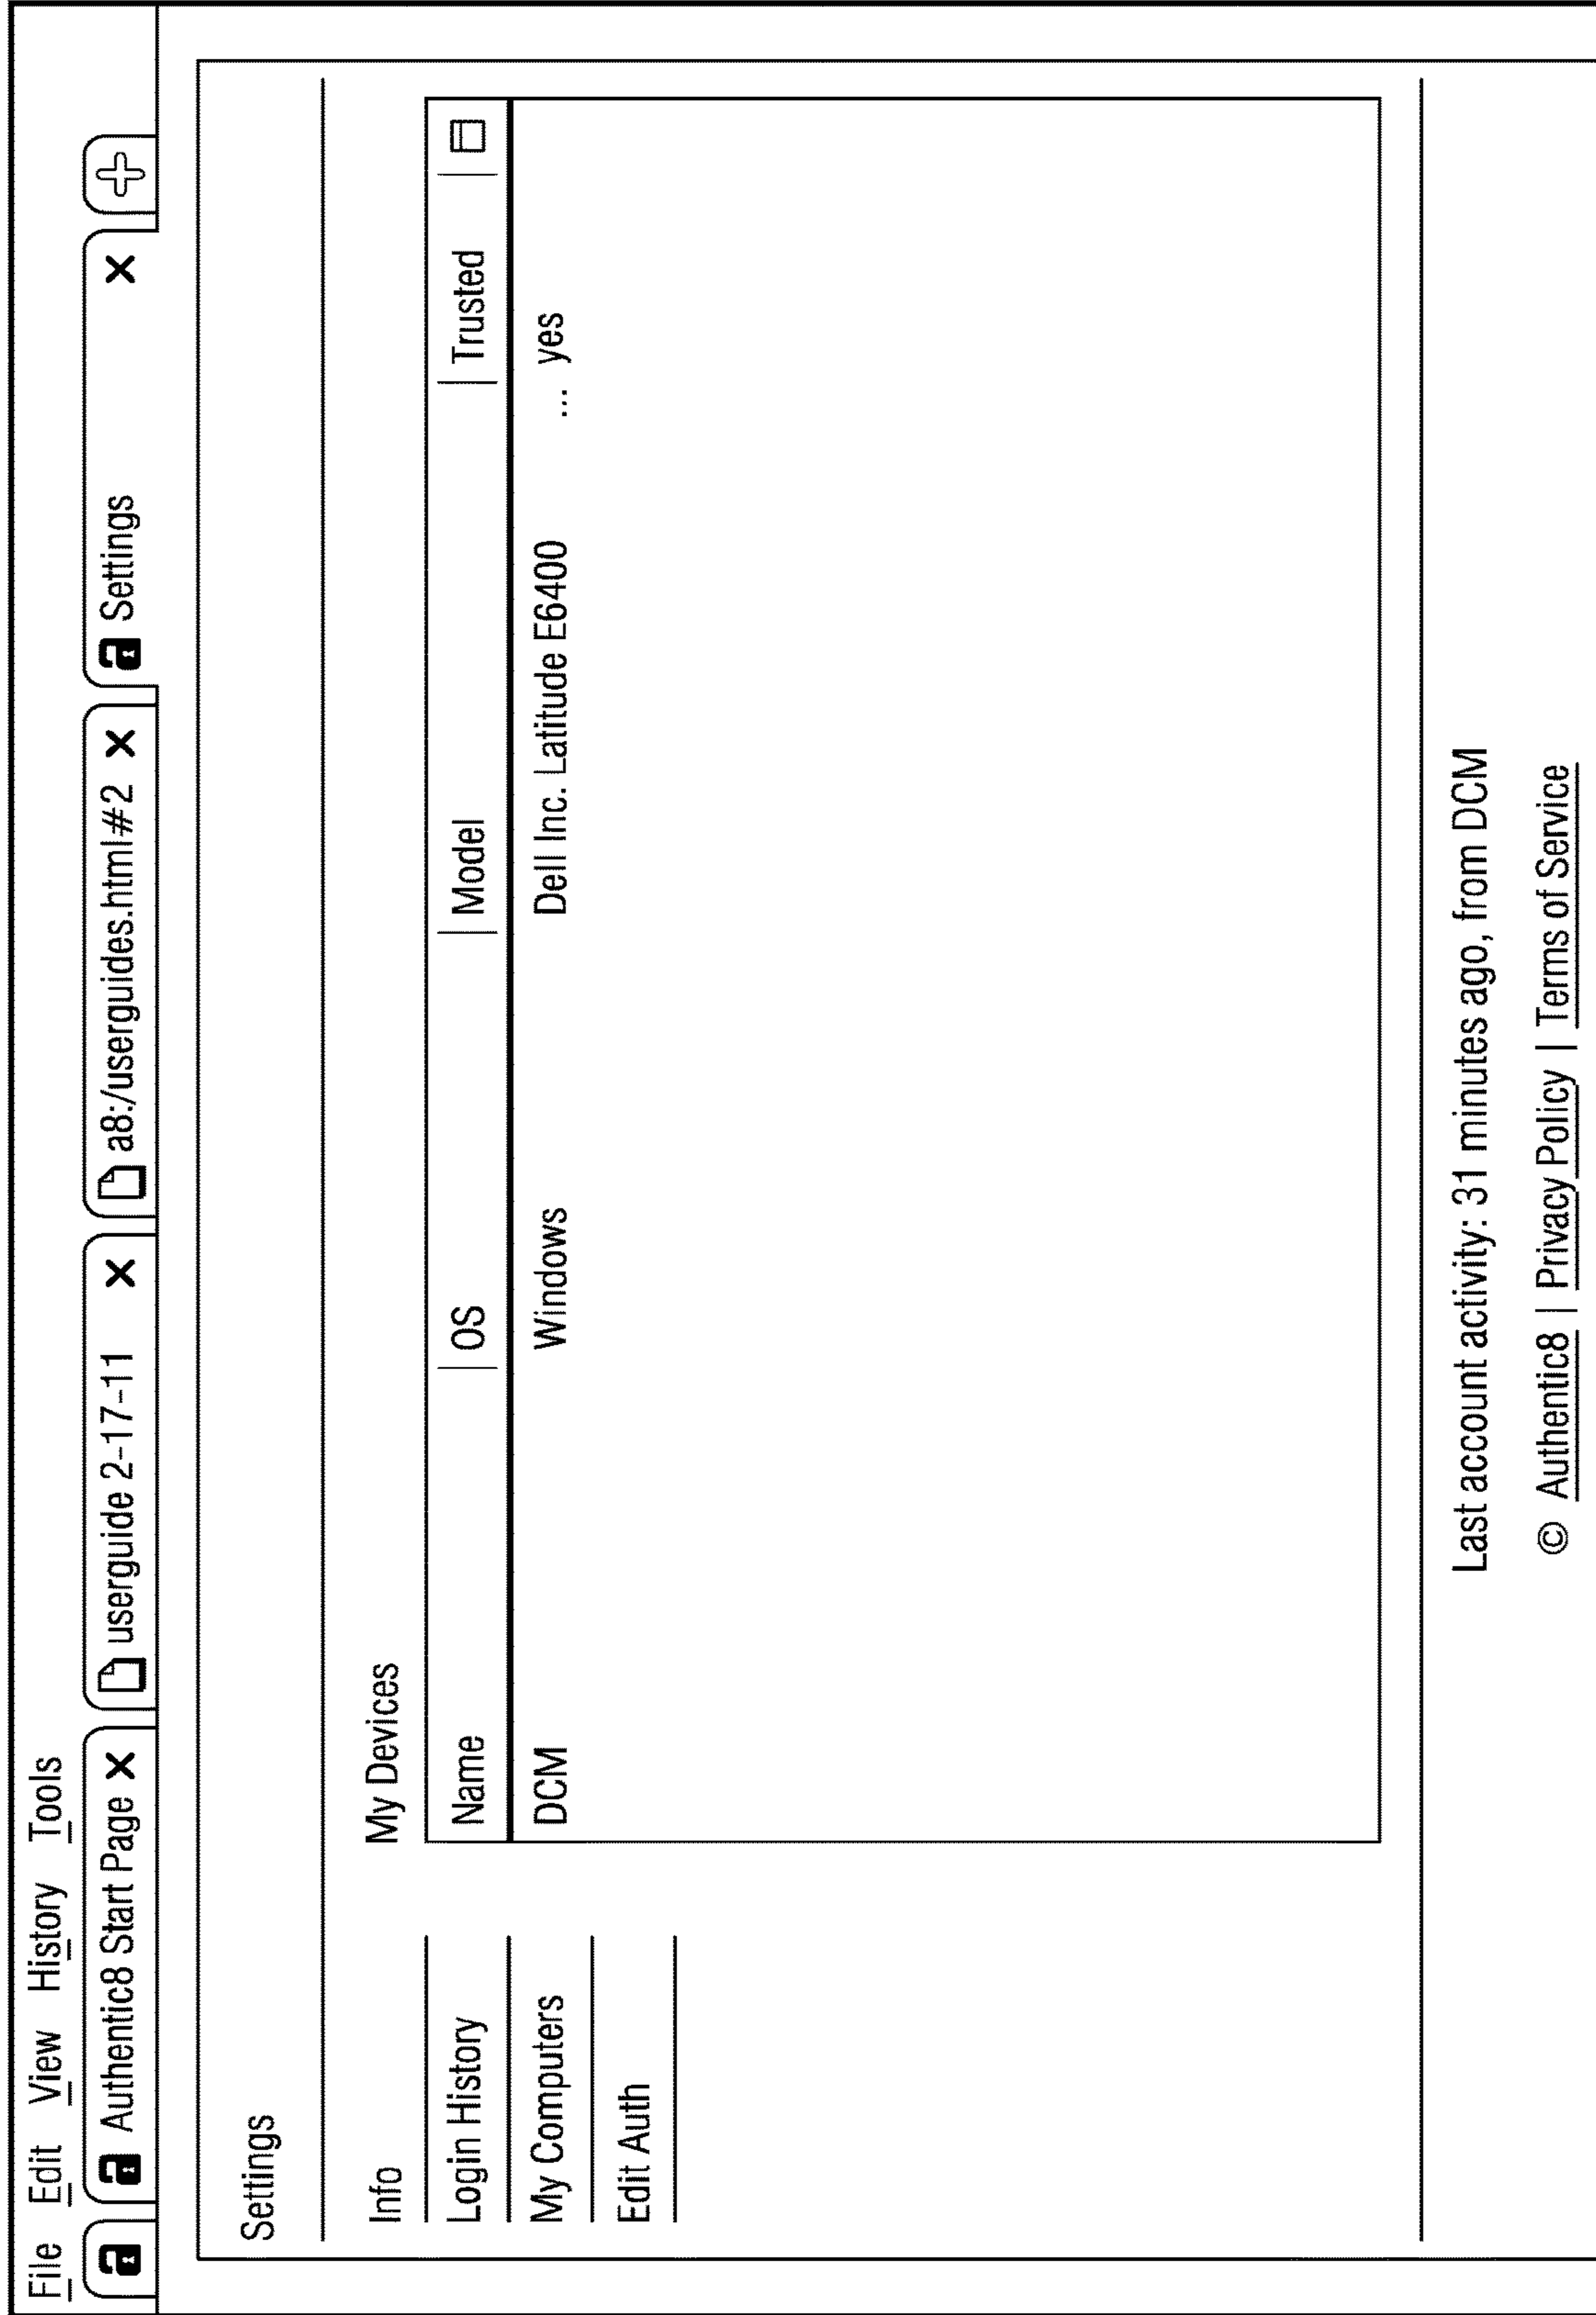 File Edit View History Tools
Authentic8 Start Page userguide 2-17-11 a8:/userguides.html#2 Settings
Settings
Info
Login History
My Computers
Edit Auth
My Devices
Name OS Model Trusted
DCM Windows Dell Inc. Latitude E6400 ... yes
Last account activity: 31 minutes ago, from DCM
© Authentic8 | Privacy Policy | Terms of Service